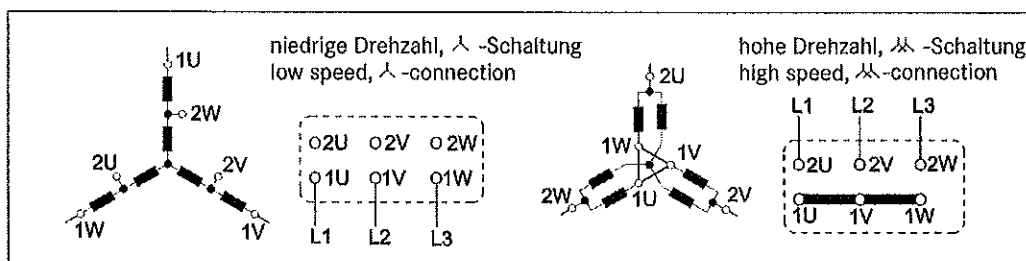 niedrige Drehzahl, ⅄ -Schaltung
low speed, ⅄ -connection
1U
2W
2U
2V
1W
1V
2U 2V 2W
1U 1V 1W
L1 L2 L3
hohe Drehzahl, ⅄⅄ -Schaltung
high speed, ⅄⅄-connection
2U
1W
1V
2W
1U
2V
L1 L2 L3
2U 2V 2W
1U 1V 1W